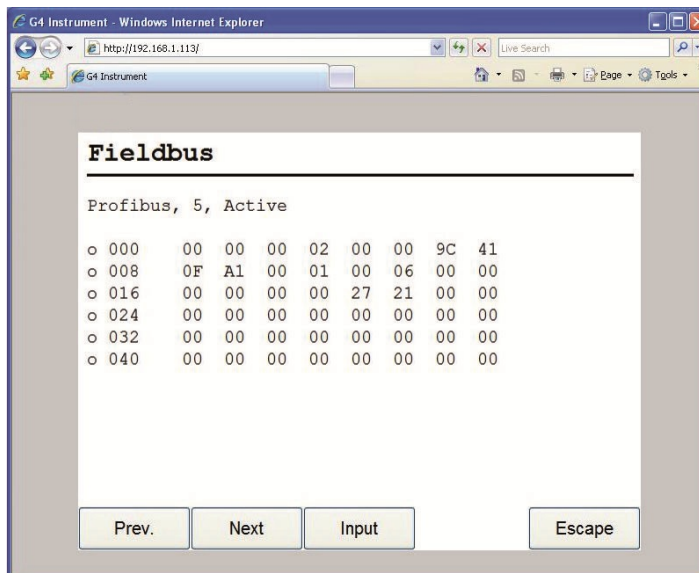 G4 Instrument - Windows Internet Explorer
http://192.168.1.113/
Live Search
G4 Instrument
Page
Tools
Fieldbus
Profibus, 5, Active
o 000 00 00 00 02 00 00 9C 41
o 008 0F A1 00 01 00 06 00 00
o 016 00 00 00 00 27 21 00 00
o 024 00 00 00 00 00 00 00 00
o 032 00 00 00 00 00 00 00 00
o 040 00 00 00 00 00 00 00 00
Prev.
Next
Input
Escape